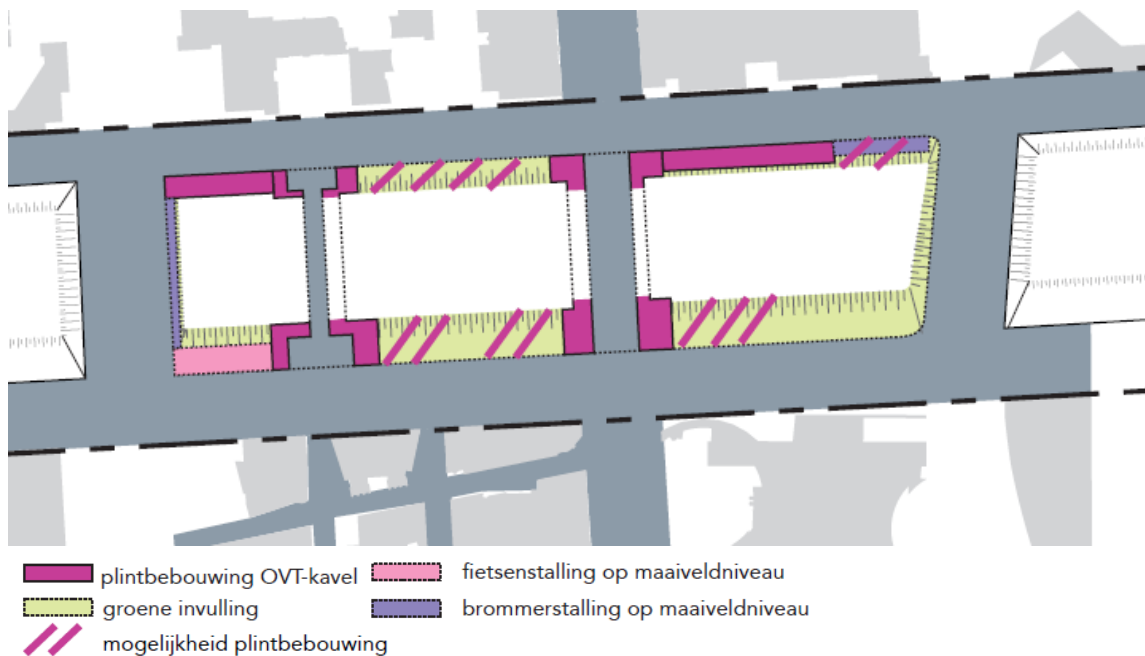 plintbebouwing OVT-kavel
groene invulling
mogelijkheid plintbebouwing
fietsenstalling op maaiveldniveau
brommerstalling op maaiveldniveau